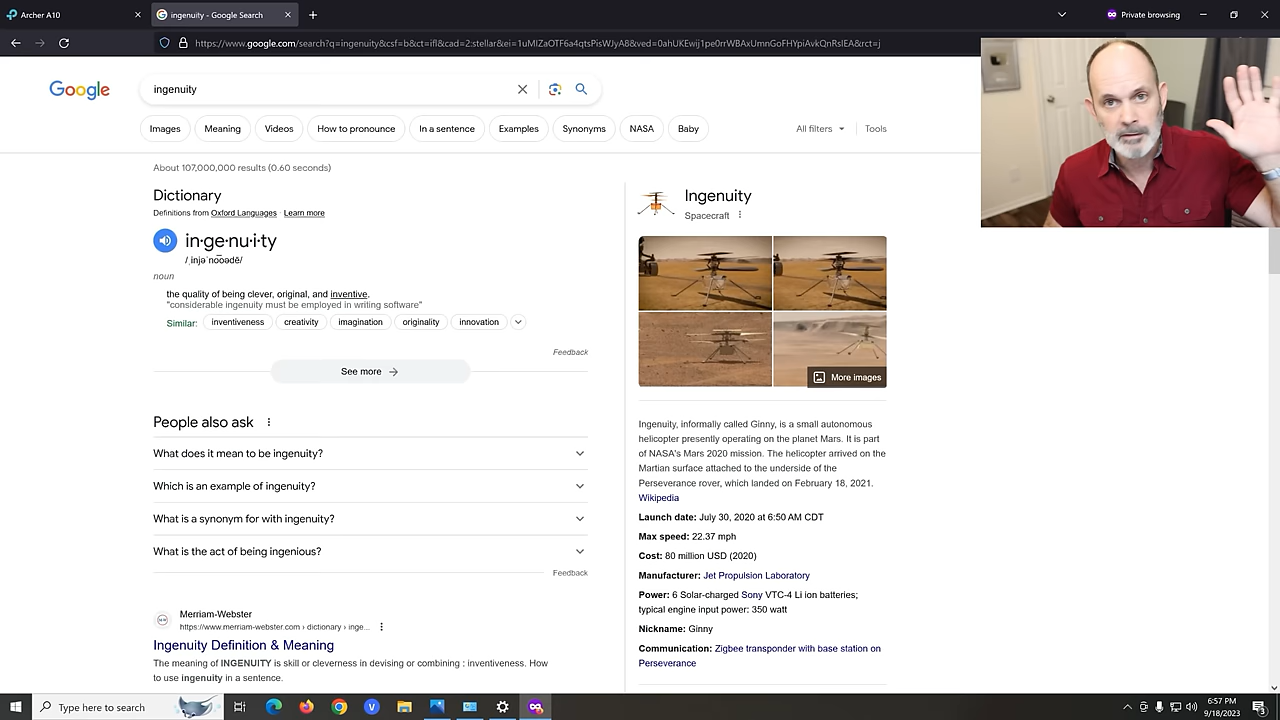 Archer A10
ingenuity - Google Search
Private browsing
https://www.google.com/search?q=ingenuity&csf=b&ct=ifl&cad=2:stellar&ei=1uMIZaOTF6a4qtsPisWJyA8&ved=0ahUKEwij1pe0rrWBAxUmnGoFHYpiAvkQnRsIEA&rct=j
Google
ingenuity
Images
Meaning
Videos
How to pronounce
In a sentence
Examples
Synonyms
NASA
Baby
All filters
Tools
About 107,000,000 results (0.60 seconds)
Dictionary
Definitions from Oxford Languages · Learn more
in·ge·nu·i·ty
/ˌinjəˈno͞oədē/
noun
the quality of being clever, original, and inventive.
"considerable ingenuity must be employed in writing software"
Similar: inventiveness creativity imagination originality innovation
Feedback
See more
People also ask
What does it mean to be ingenuity?
Which is an example of ingenuity?
What is a synonym for with ingenuity?
What is the act of being ingenious?
Feedback
Merriam-Webster
https://www.merriam-webster.com › dictionary › inge...
Ingenuity Definition & Meaning
The meaning of INGENUITY is skill or cleverness in devising or combining : inventiveness. How
to use ingenuity in a sentence.
Ingenuity
Spacecraft
More images
Ingenuity, informally called Ginny, is a small autonomous
helicopter presently operating on the planet Mars. It is part
of NASA's Mars 2020 mission. The helicopter arrived on the
Martian surface attached to the underside of the
Perseverance rover, which landed on February 18, 2021.
Wikipedia
Launch date: July 30, 2020 at 6:50 AM CDT
Max speed: 22.37 mph
Cost: 80 million USD (2020)
Manufacturer: Jet Propulsion Laboratory
Power: 6 Solar-charged Sony VTC-4 Li ion batteries;
typical engine input power: 350 watt
Nickname: Ginny
Communication: Zigbee transponder with base station on
Perseverance
Type here to search
6:57 PM
9/18/2023